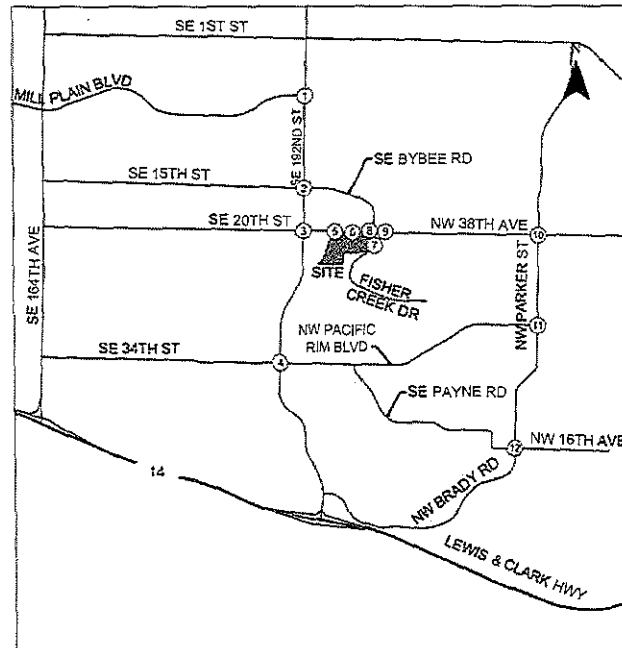 SE 1ST ST
N
MILL PLAIN BLVD
1
SE 192ND ST
SE BYBEE RD
SE 15TH ST
2
SE 20TH ST
3
5
6
8
9
NW 38TH AVE
10
7
SITE
FISHER
CREEK DR
SE 164TH AVE
NW PARKER ST
NW PACIFIC
RIM BLVD
11
SE 34TH ST
4
SE PAYNE RD
12
NW 16TH AVE
14
NW BRADY RD
LEWIS & CLARK HWY